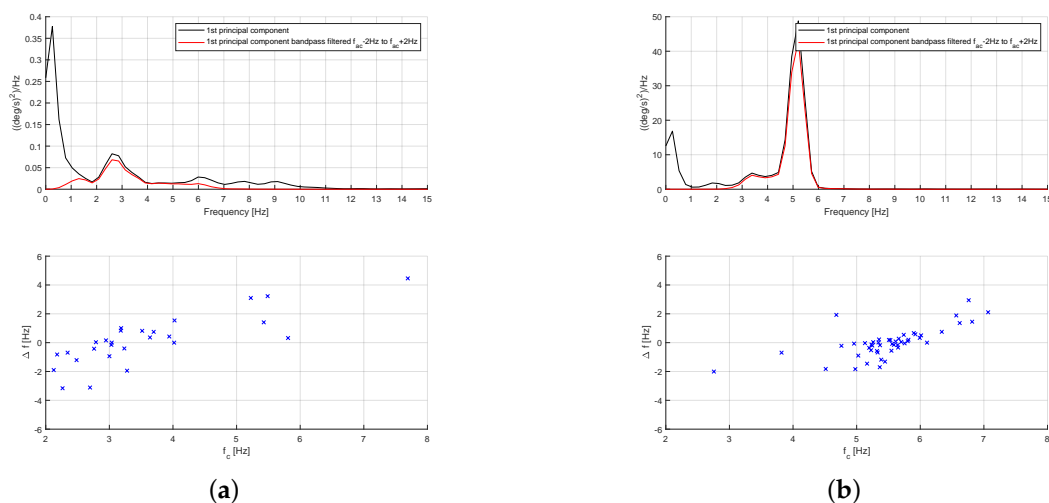 0.4
0.35
0.3
0.25
0.2
0.15
0.1
0.05
0
((deg/s)²)/Hz
1st principal component
1st principal component bandpass filtered f_ac-2Hz to f_ac+2Hz
0 1 2 3 4 5 6 7 8 9 10 11 12 13 14 15
Frequency [Hz]
50
40
30
20
10
0
((deg/s)²)/Hz
1st principal component
1st principal component bandpass filtered f_ac-2Hz to f_ac+2Hz
0 1 2 3 4 5 6 7 8 9 10 11 12 13 14 15
Frequency [Hz]
6
4
2
0
-2
-4
-6
Δ f [Hz]
2 3 4 5 6 7 8
f_c [Hz]
6
4
2
0
-2
-4
-6
Δ f [Hz]
2 3 4 5 6 7 8
f_c [Hz]
(a)
(b)